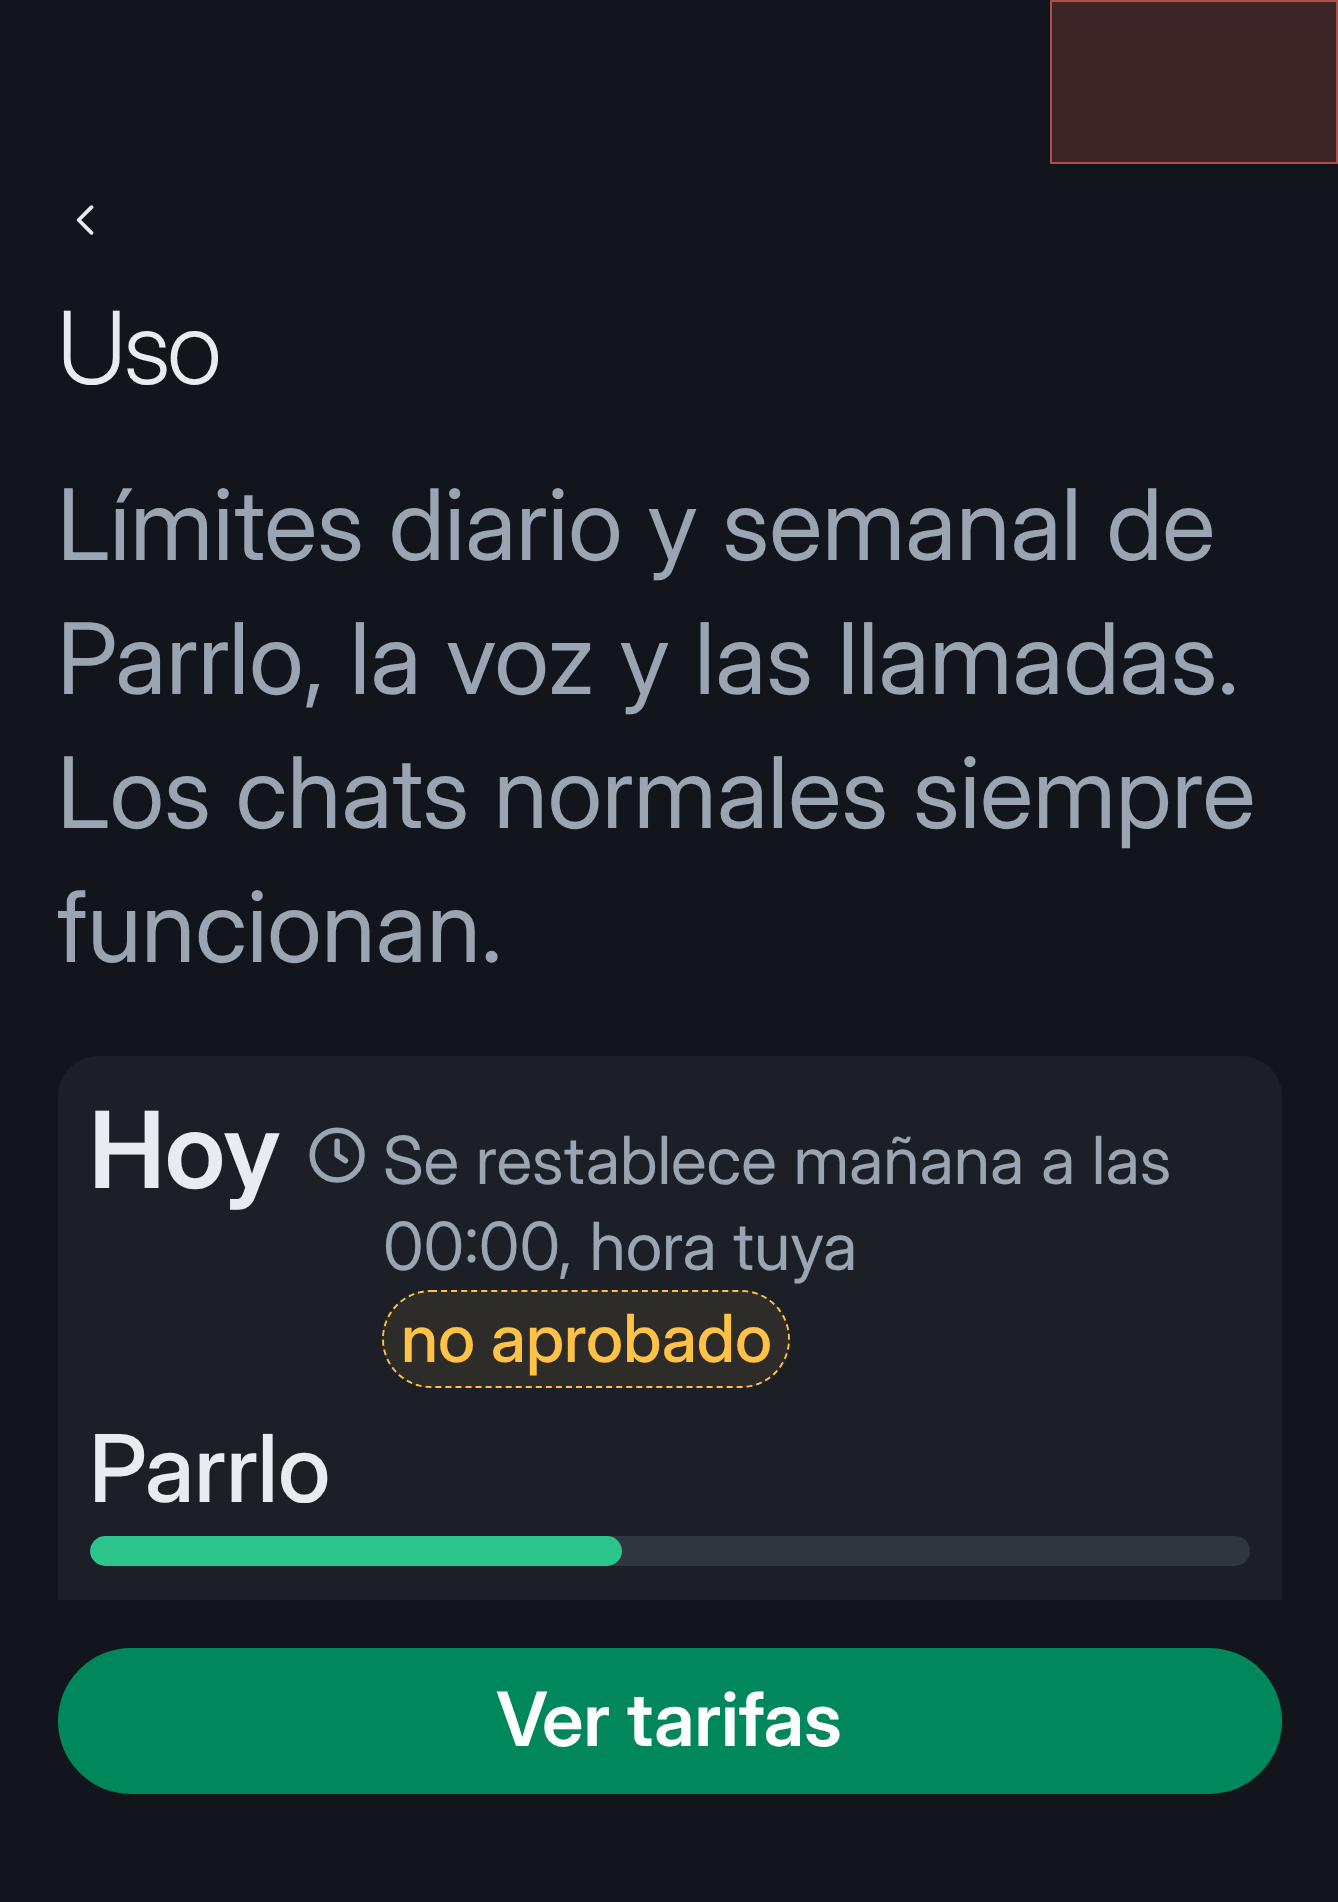 Uso
Límites diario y semanal de
Parrlo, la voz y las llamadas.
Los chats normales siempre
funcionan.
Hoy Se restablece mañana a las
00:00, hora tuya
no aprobado
Parrlo
Ver tarifas